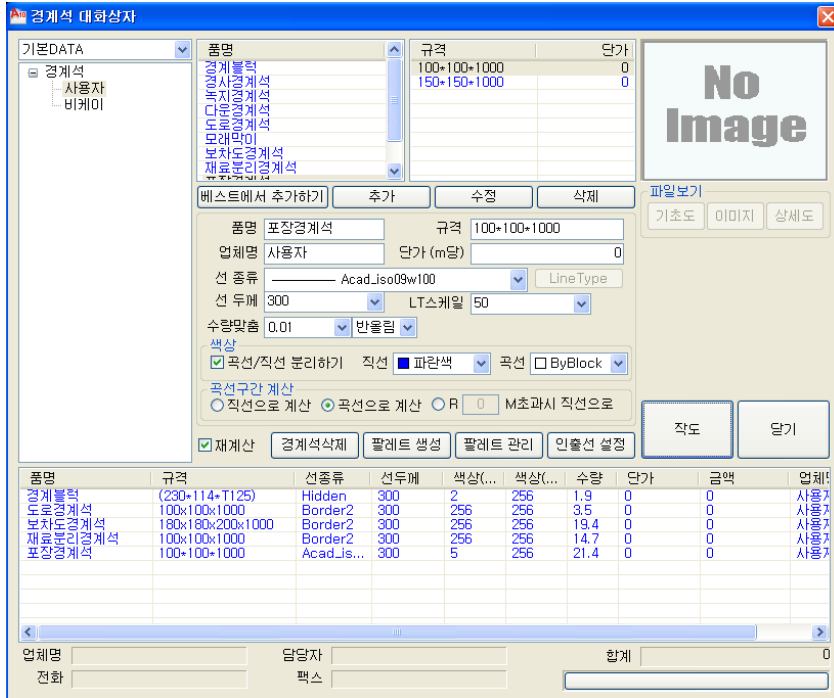 경계석 대화상자
기본DATA
경계석
사용자
비케이
품명
경계블럭
경사경계석
녹지경계석
다운경계석
도로경계석
모래막이
보차도경계석
재료분리경계석
규격 단가
100*100*1000 0
150*150*1000 0
No
Image
베스트에서 추가하기 추가 수정 삭제
파일보기
기초도 이미지 상세도
품명 포장경계석 규격 100*100*1000
업체명 사용자 단가 (m당) 0
선 종류 Acad_iso09w100 LineType
선 두께 300 LT스케일 50
수량맞춤 0.01 반올림
색상
곡선/직선 분리하기 직선 파란색 곡선 ByBlock
곡선구간 계산
직선으로 계산 곡선으로 계산 R 0 M초과시 직선으로
재계산 경계석삭제 팔레트 생성 팔레트 관리 인출선 설정
작도 닫기
품명 규격 선종류 선두께 색상(... 색상(... 수량 단가 금액 업체명
경계블럭 (230*114*T125) Hidden 300 2 256 1.9 0 0 사용자
도로경계석 100x100x1000 Border2 300 256 256 3.5 0 0 사용자
보차도경계석 180x180x200x1000 Border2 300 256 256 19.4 0 0 사용자
재료분리경계석 100x100x1000 Border2 300 256 256 14.7 0 0 사용자
포장경계석 100*100*1000 Acad_is... 300 5 256 21.4 0 0 사용자
업체명 담당자 합계 0
전화 팩스